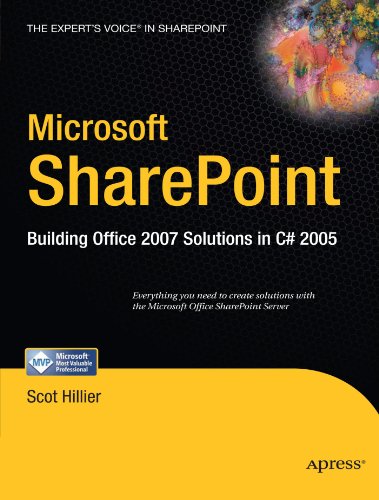 THE EXPERT'S VOICE® IN SHAREPOINT
Microsoft
SharePoint
Building Office 2007 Solutions in C# 2005
Everything you need to create solutions with
the Microsoft Office SharePoint Server
MVP
Microsoft
Most Valuable
Professional
Scot Hillier
Apress®